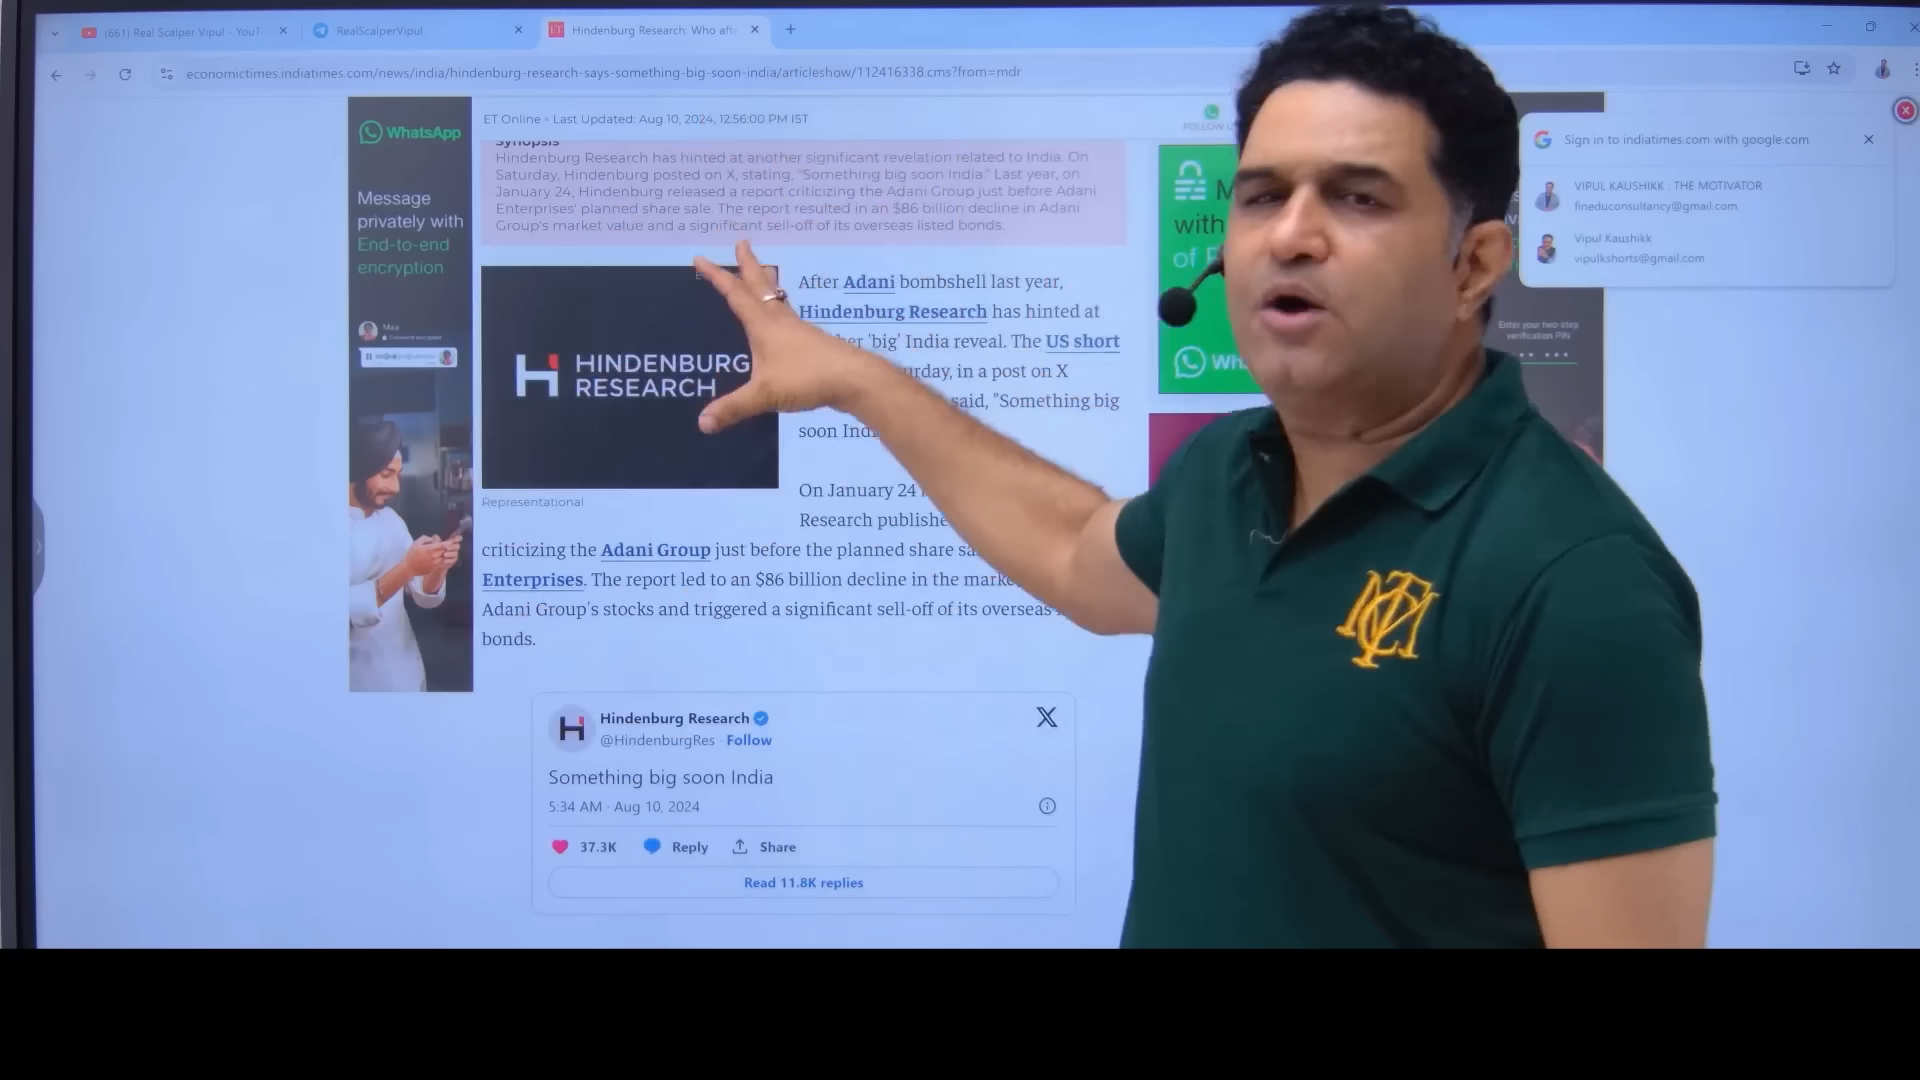 (661) Real Scalper Vipul - YouT
RealScalperVipul
Hindenburg Research: Who aft
economictimes.indiatimes.com/news/india/hindenburg-research-says-something-big-soon-india/articleshow/112416338.cms?from=mdr
WhatsApp
Message
privately with
End-to-end
encryption
ET Online • Last Updated: Aug 10, 2024, 12:56:00 PM IST
FOLLOW U
Synopsis
Hindenburg Research has hinted at another significant revelation related to India. On
Saturday, Hindenburg posted on X, stating, "Something big soon India." Last year, on
January 24, Hindenburg released a report criticizing the Adani Group just before Adani
Enterprises' planned share sale. The report resulted in an $86 billion decline in Adani
Group's market value and a significant sell-off of its overseas listed bonds.
HINDENBURG
RESEARCH
Representational
After Adani bombshell last year,
Hindenburg Research has hinted at
'big' India reveal. The US short
in a post on X
said, "Something big
soon
On January 24
Research
criticizing the Adani Group just before the planned share
Enterprises. The report led to an $86 billion decline in the
Adani Group's stocks and triggered a significant sell-off of its overseas
bonds.
Hindenburg Research
@HindenburgRes · Follow
Something big soon India
5:34 AM · Aug 10, 2024
37.3K Reply Share
Read 11.8K replies
with
of
Sign in to indiatimes.com with google.com
VIPUL KAUSHIKK : THE MOTIVATOR
fineduconsultancy@gmail.com
Vipul Kaushikk
vipulkshorts@gmail.com
Enter your two-step
verification PIN